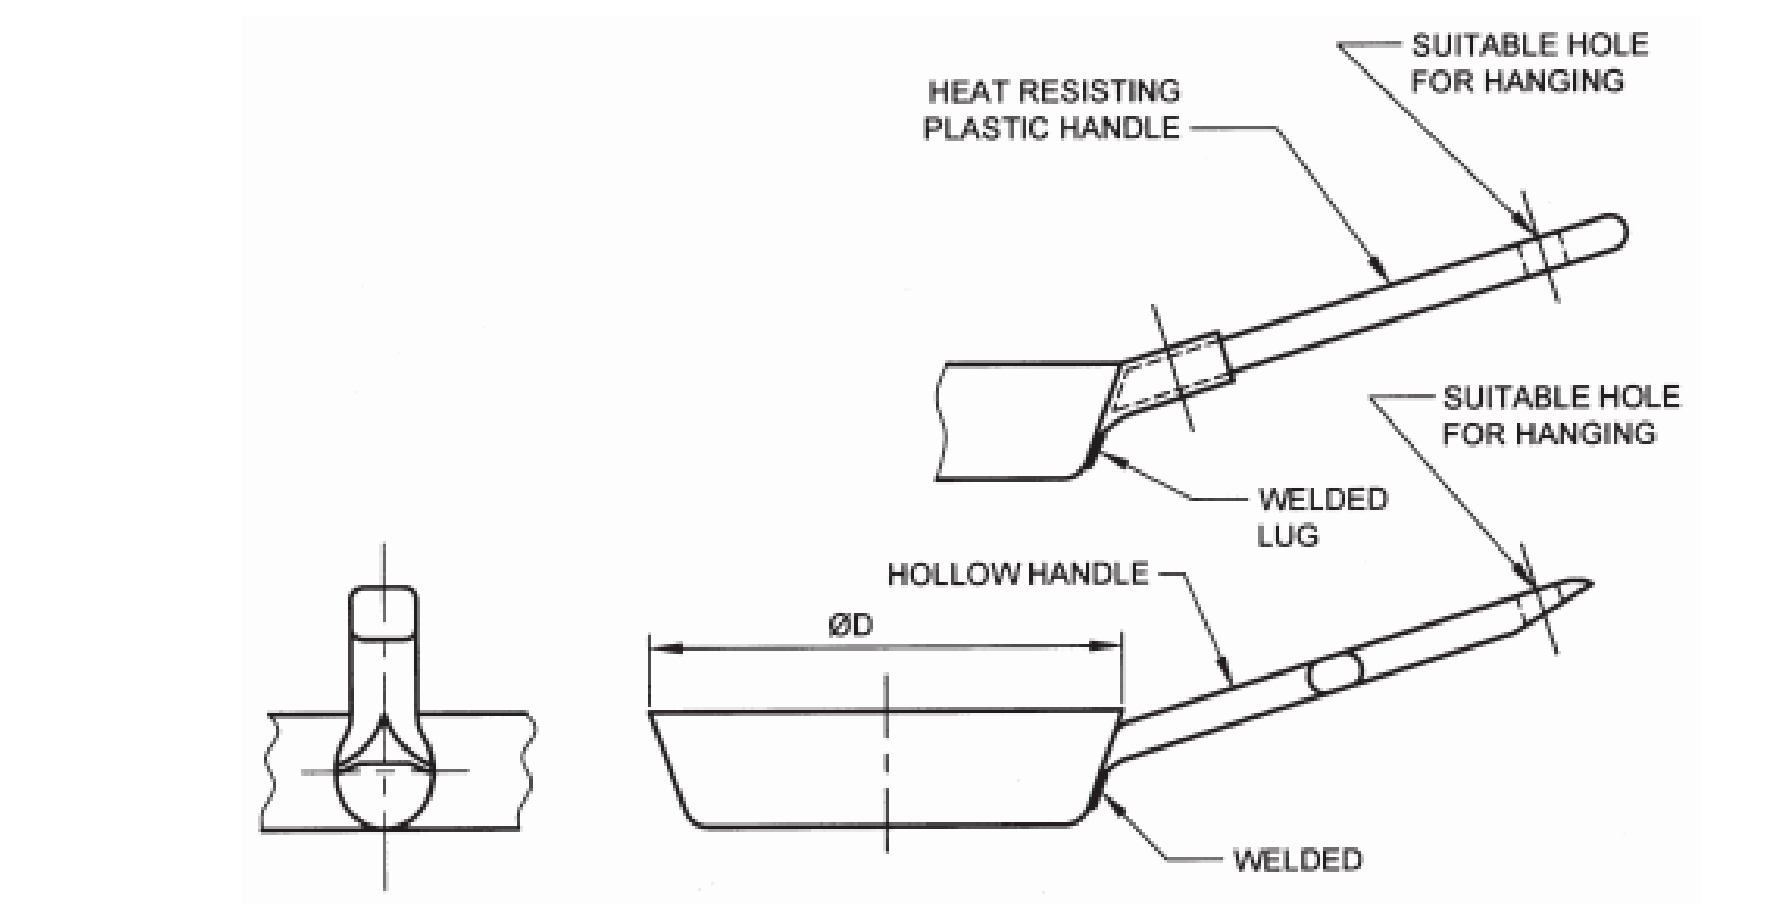 SUITABLE HOLE
FOR HANGING
HEAT RESISTING
PLASTIC HANDLE
SUITABLE HOLE
FOR HANGING
WELDED
LUG
HOLLOW HANDLE
ØD
WELDED